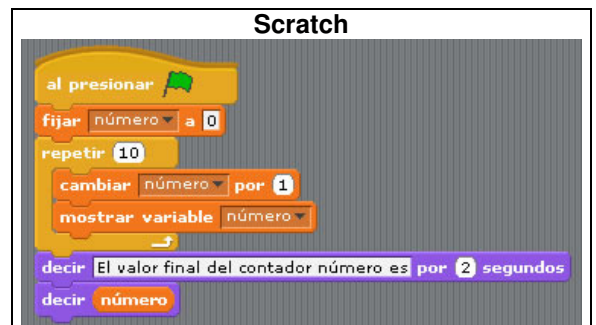 Scratch
al presionar
fijar número a 0
repetir 10
cambiar número por 1
mostrar variable número
decir El valor final del contador número es por 2 segundos
decir número